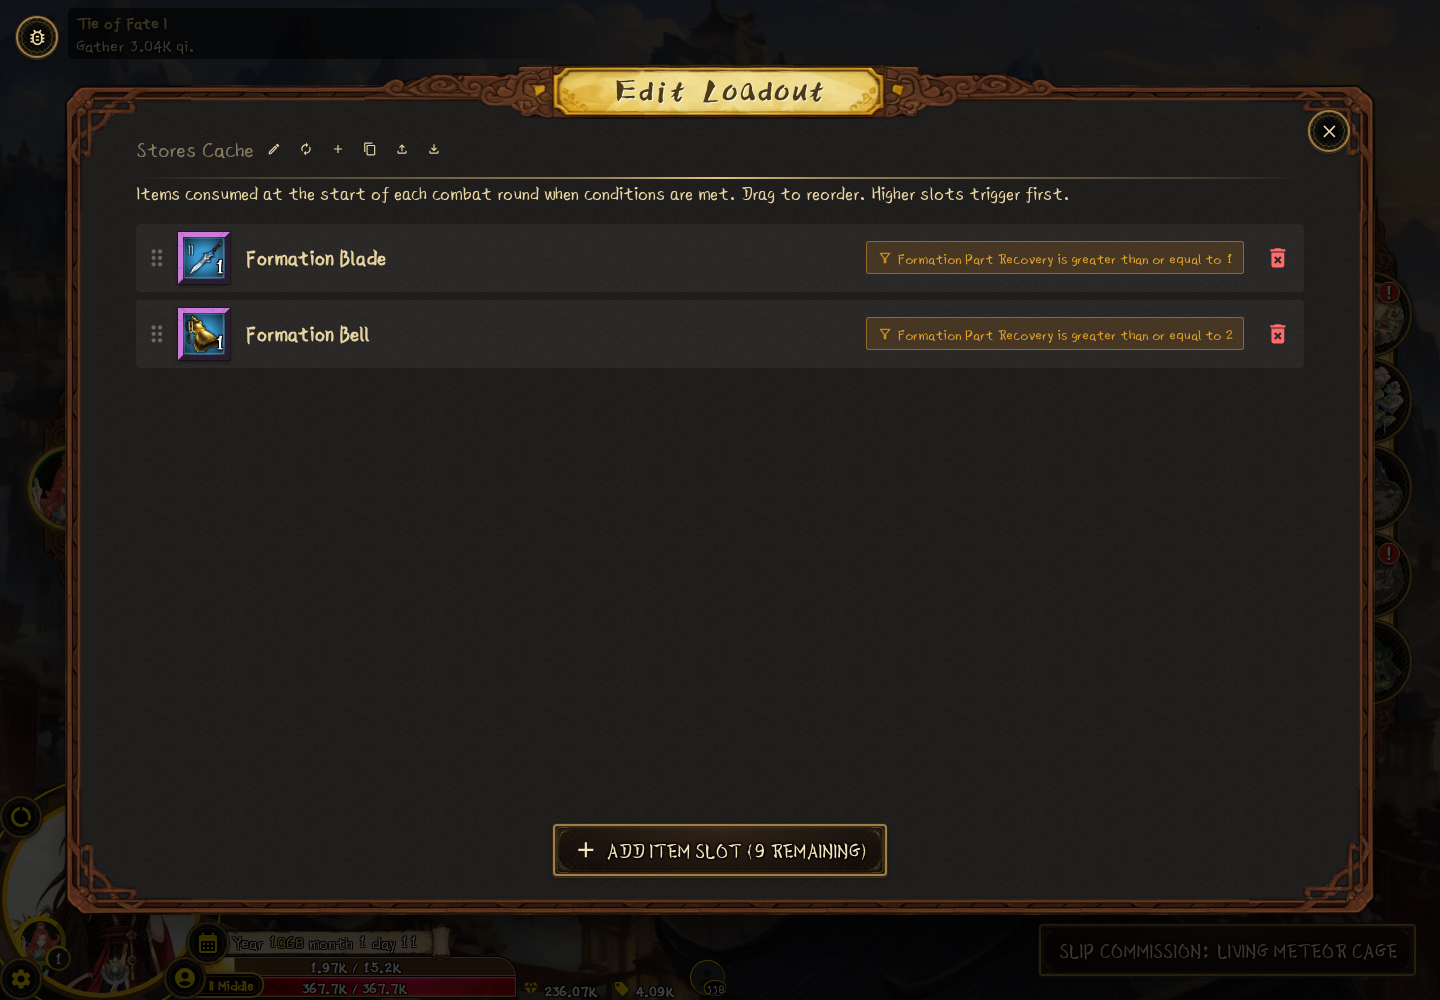 Tie of Fate I
Gather 3.04K qi.
Edit Loadout
Stores Cache
Items consumed at the start of each combat round when conditions are met. Drag to reorder. Higher slots trigger first.
II
1
Formation Blade
Formation Part Recovery is greater than or equal to 1
1
Formation Bell
Formation Part Recovery is greater than or equal to 2
ADD ITEM SLOT (9 REMAINING)
Year 1068 month 1 day 11
1
1.97K / 15.2K
II Middle
367.7K / 367.7K
236.07K
4.09K
338
SLIP COMMISSION: LIVING METEOR CAGE
!
!